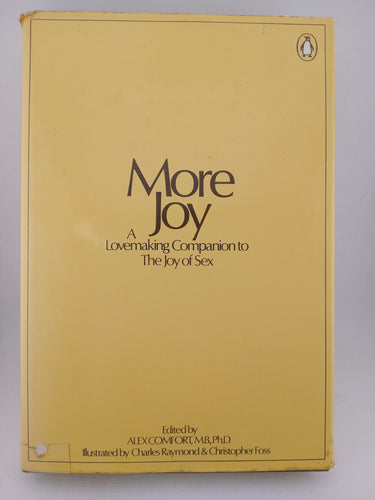 More
Joy
A
Lovemaking Companion to
The Joy of Sex
Edited by
ALEX COMFORT, M.B., Ph.D.
Illustrated by Charles Raymond & Christopher Foss